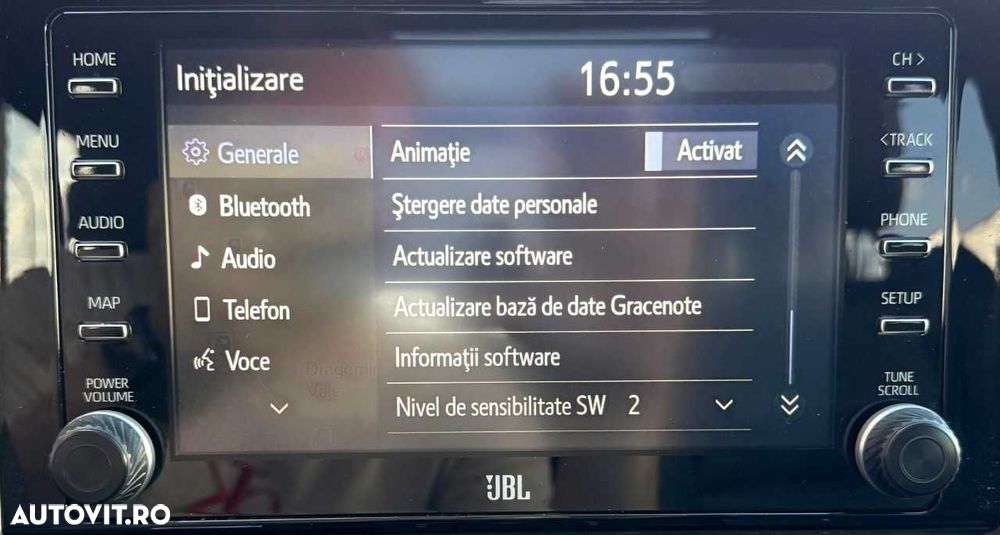 HOME
MENU
AUDIO
MAP
POWER
VOLUME
Iniţializare
16:55
Generale
Bluetooth
Audio
Telefon
Voce
Animaţie
Activat
Ştergere date personale
Actualizare software
Actualizare bază de date Gracenote
Informaţii software
Nivel de sensibilitate SW 2
CH >
<TRACK
PHONE
SETUP
TUNE
SCROLL
JBL
AUTOVIT.RO